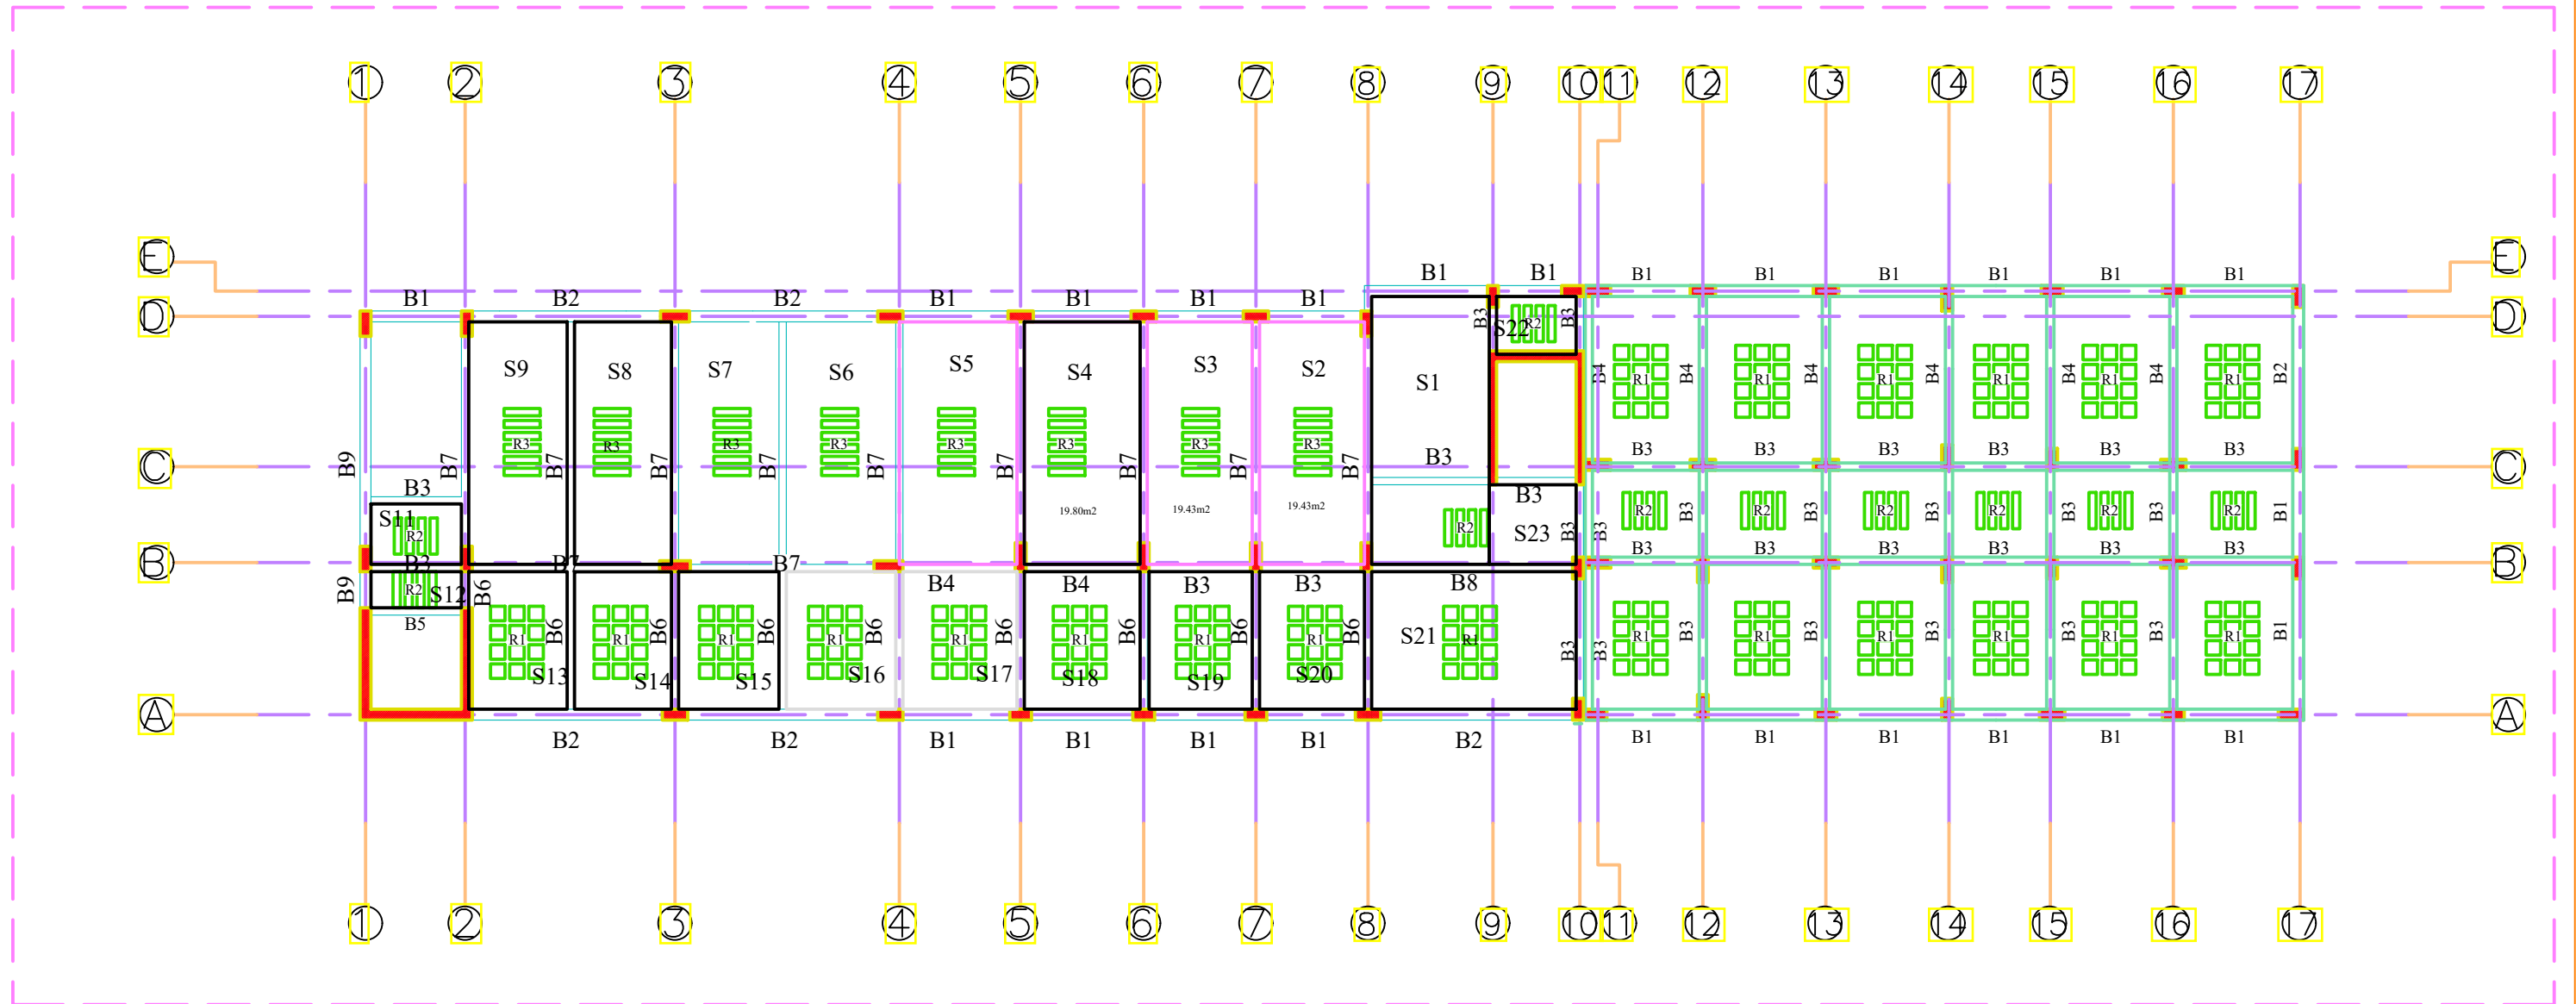 1 2 3 4 5 6 7 8 9 10 11 12 13 14 15 16 17
E E
B1 B1 B1 B1 B1 B1 B1 B1
B1 B2 B2 B1 B1 B1 B1
D D
B3 S22 R2 B3
S9 S8 S7 S6 S5 S4 S3 S2 S1
B4 R1 B4 R1 B4 R1 B4 R1 B4 R1 B4 R1 B2
R3 R3 R3 R3 R3 R3 R3 R3
B3 B3 B3 B3 B3 B3 B3
B9 B7 B7 B7 B7 B7 B7 B7 B7 B7
C C
B3 B3
S11 R2 19.80m2 19.43m2 19.43m2 R2 S23 B3 B3 R2 B3 R2 B3 R2 B3 R2 B3 R2 B3 R2 B1
B3 B3 B3 B3 B3 B3
B B
B3 B7 B7
B9 R2 S12 B6 B4 B4 B3 B3 B8
B5
R1 B6 R1 B6 R1 B6 R1 B6 R1 B6 R1 B6 R1 B6 R1 B6 S21 R1 B3 B3 R1 B3 R1 B3 R1 B3 R1 B3 R1 B3 R1 B1
S13 S14 S15 S16 S17 S18 S19 S20
A A
B2 B2 B1 B1 B1 B1 B2 B1 B1 B1 B1 B1 B1
1 2 3 4 5 6 7 8 9 10 11 12 13 14 15 16 17